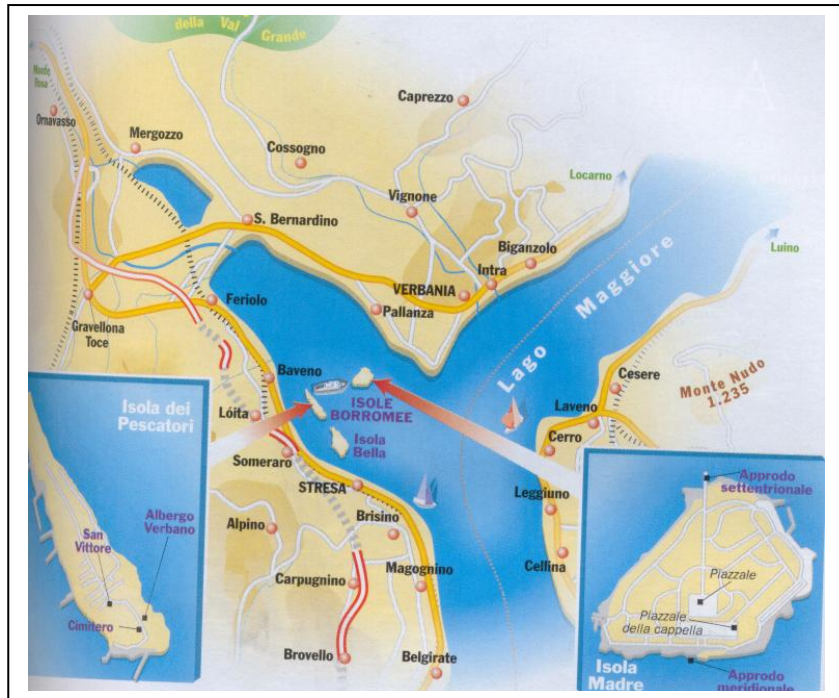 della Val Grande
Monte
Rosa
Ornavasso
Mergozzo
Cossogno
Caprezzo
Vignone
Locarno
S. Bernardino
Biganzolo
Intra
Luino
VERBANIA
Pallanza
Feriolo
Gravellona
Toce
Lago Maggiore
Baveno
Cesere
Monte Nudo
1.235
Isola dei
Pescatori
Lóita
ISOLE
BORROMEE
Isola
Bella
Laveno
Cerro
Someraro
STRESA
Leggiuno
Approdo
settentrionale
Albergo
Verbano
San
Vittore
Alpino
Brisino
Cellina
Carpugnino
Magognino
Piazzale
Piazzale
della cappella
Cimitero
Brovello
Belgirate
Isola
Madre
Approdo
meridionale